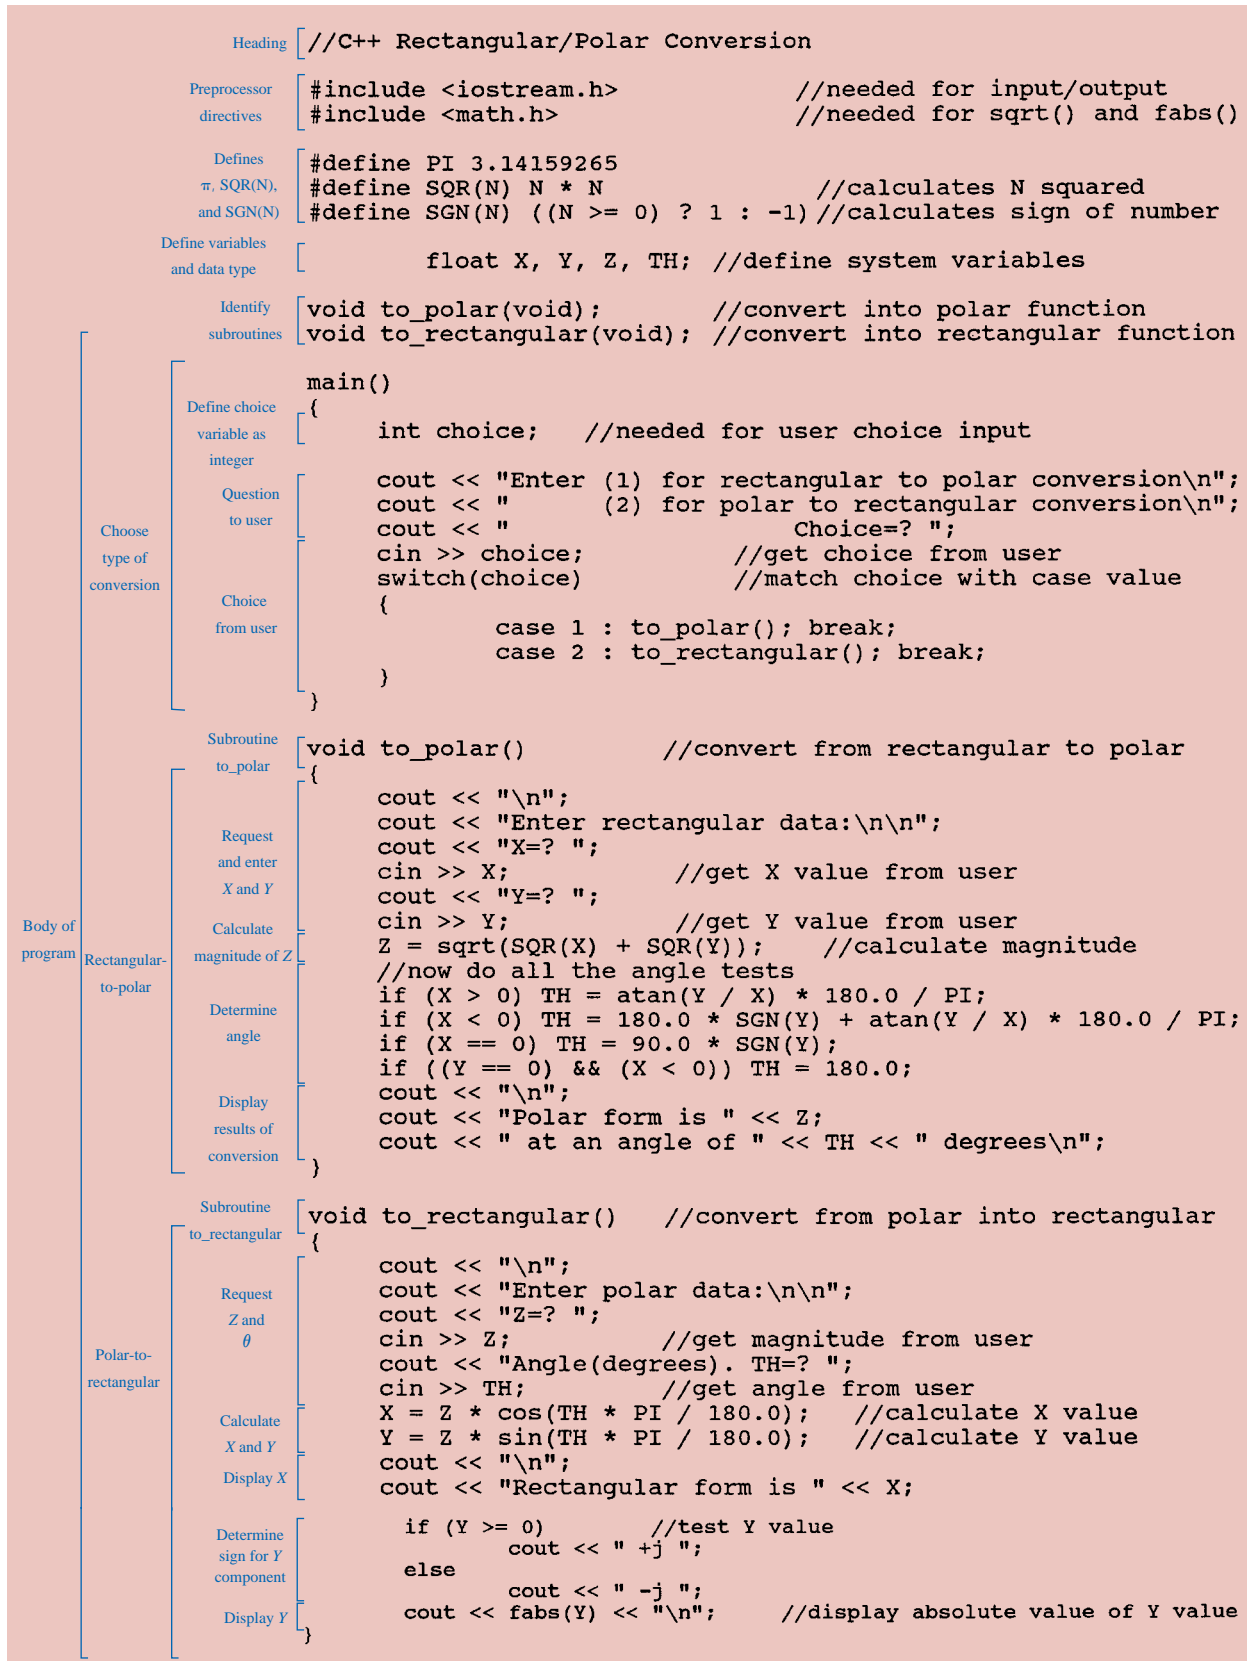 Heading //C++ Rectangular/Polar Conversion
Preprocessor directives
#include <iostream.h> //needed for input/output
#include <math.h> //needed for sqrt() and fabs()
Defines π, SQR(N), and SGN(N)
#define PI 3.14159265
#define SQR(N) N * N //calculates N squared
#define SGN(N) ((N >= 0) ? 1 : -1) //calculates sign of number
Define variables and data type
float X, Y, Z, TH; //define system variables
Identify subroutines
void to_polar(void); //convert into polar function
void to_rectangular(void); //convert into rectangular function
Body of program
Choose type of conversion
main()
{
Define choice variable as integer
int choice; //needed for user choice input
Question to user
cout << "Enter (1) for rectangular to polar conversion\n";
cout << " (2) for polar to rectangular conversion\n";
cout << " Choice=? ";
Choice from user
cin >> choice; //get choice from user
switch(choice) //match choice with case value
{
case 1 : to_polar(); break;
case 2 : to_rectangular(); break;
}
}
Rectangular-to-polar
Subroutine to_polar
void to_polar() //convert from rectangular to polar
{
Request and enter X and Y
cout << "\n";
cout << "Enter rectangular data:\n\n";
cout << "X=? ";
cin >> X; //get X value from user
cout << "Y=? ";
cin >> Y; //get Y value from user
Calculate magnitude of Z
Z = sqrt(SQR(X) + SQR(Y)); //calculate magnitude
Determine angle
//now do all the angle tests
if (X > 0) TH = atan(Y / X) * 180.0 / PI;
if (X < 0) TH = 180.0 * SGN(Y) + atan(Y / X) * 180.0 / PI;
if (X == 0) TH = 90.0 * SGN(Y);
if ((Y == 0) && (X < 0)) TH = 180.0;
Display results of conversion
cout << "\n";
cout << "Polar form is " << Z;
cout << " at an angle of " << TH << " degrees\n";
}
Polar-to-rectangular
Subroutine to_rectangular
void to_rectangular() //convert from polar into rectangular
{
Request Z and θ
cout << "\n";
cout << "Enter polar data:\n\n";
cout << "Z=? ";
cin >> Z; //get magnitude from user
cout << "Angle(degrees). TH=? ";
cin >> TH; //get angle from user
Calculate X and Y
X = Z * cos(TH * PI / 180.0); //calculate X value
Y = Z * sin(TH * PI / 180.0); //calculate Y value
Display X
cout << "\n";
cout << "Rectangular form is " << X;
Determine sign for Y component
if (Y >= 0) //test Y value
cout << " +j ";
else
cout << " -j ";
Display Y
cout << fabs(Y) << "\n"; //display absolute value of Y value
}